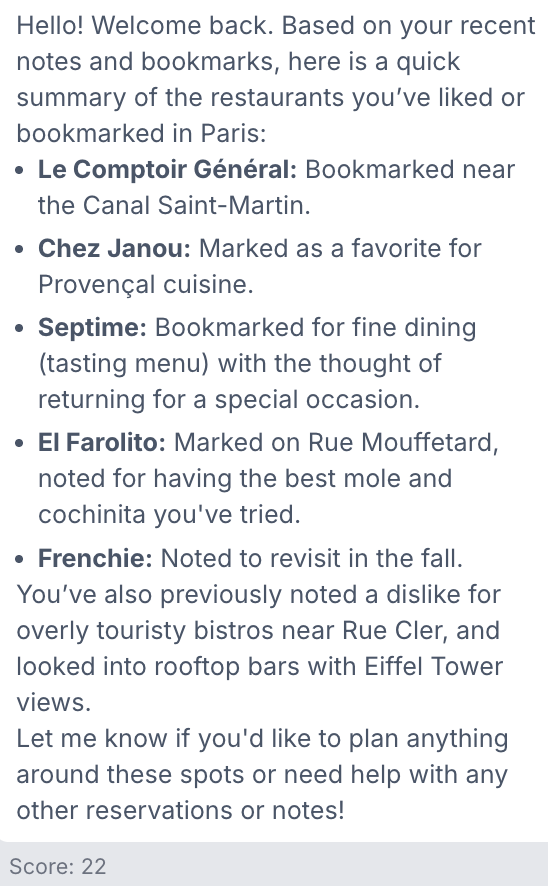 Hello! Welcome back. Based on your recent
notes and bookmarks, here is a quick
summary of the restaurants you’ve liked or
bookmarked in Paris:
• Le Comptoir Général: Bookmarked near
the Canal Saint-Martin.
• Chez Janou: Marked as a favorite for
Provençal cuisine.
• Septime: Bookmarked for fine dining
(tasting menu) with the thought of
returning for a special occasion.
• El Farolito: Marked on Rue Mouffetard,
noted for having the best mole and
cochinita you've tried.
• Frenchie: Noted to revisit in the fall.
You’ve also previously noted a dislike for
overly touristy bistros near Rue Cler, and
looked into rooftop bars with Eiffel Tower
views.
Let me know if you'd like to plan anything
around these spots or need help with any
other reservations or notes!
Score: 22